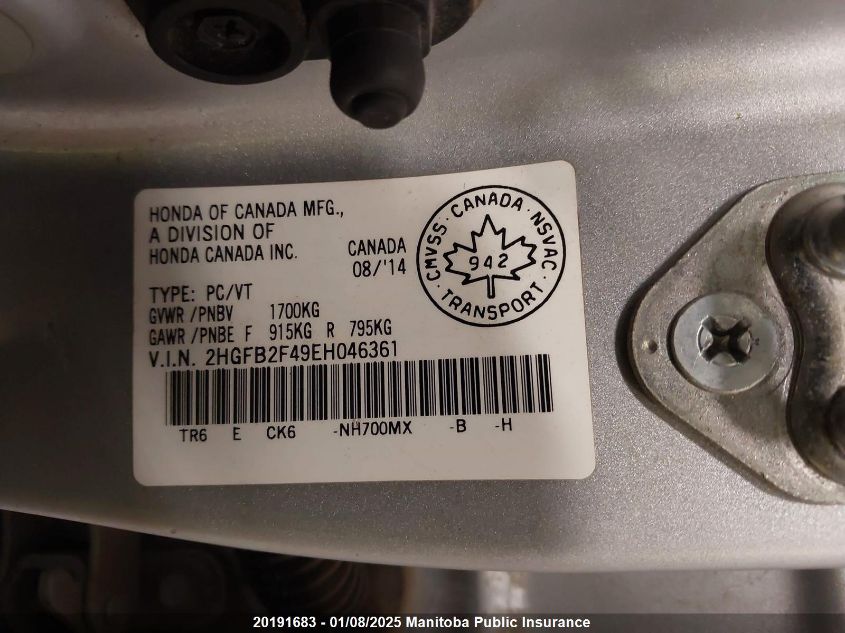 HONDA OF CANADA MFG.,
A DIVISION OF
HONDA CANADA INC.
CANADA
08/'14
CMVSS · CANADA · NSVAC
942
· TRANSPORT ·
TYPE: PC/VT
GVWR /PNBV 1700KG
GAWR /PNBE F 915KG R 795KG
V.I.N. 2HGFB2F49EH046361
TR6 E CK6 -NH700MX -B -H
20191683 - 01/08/2025 Manitoba Public Insurance